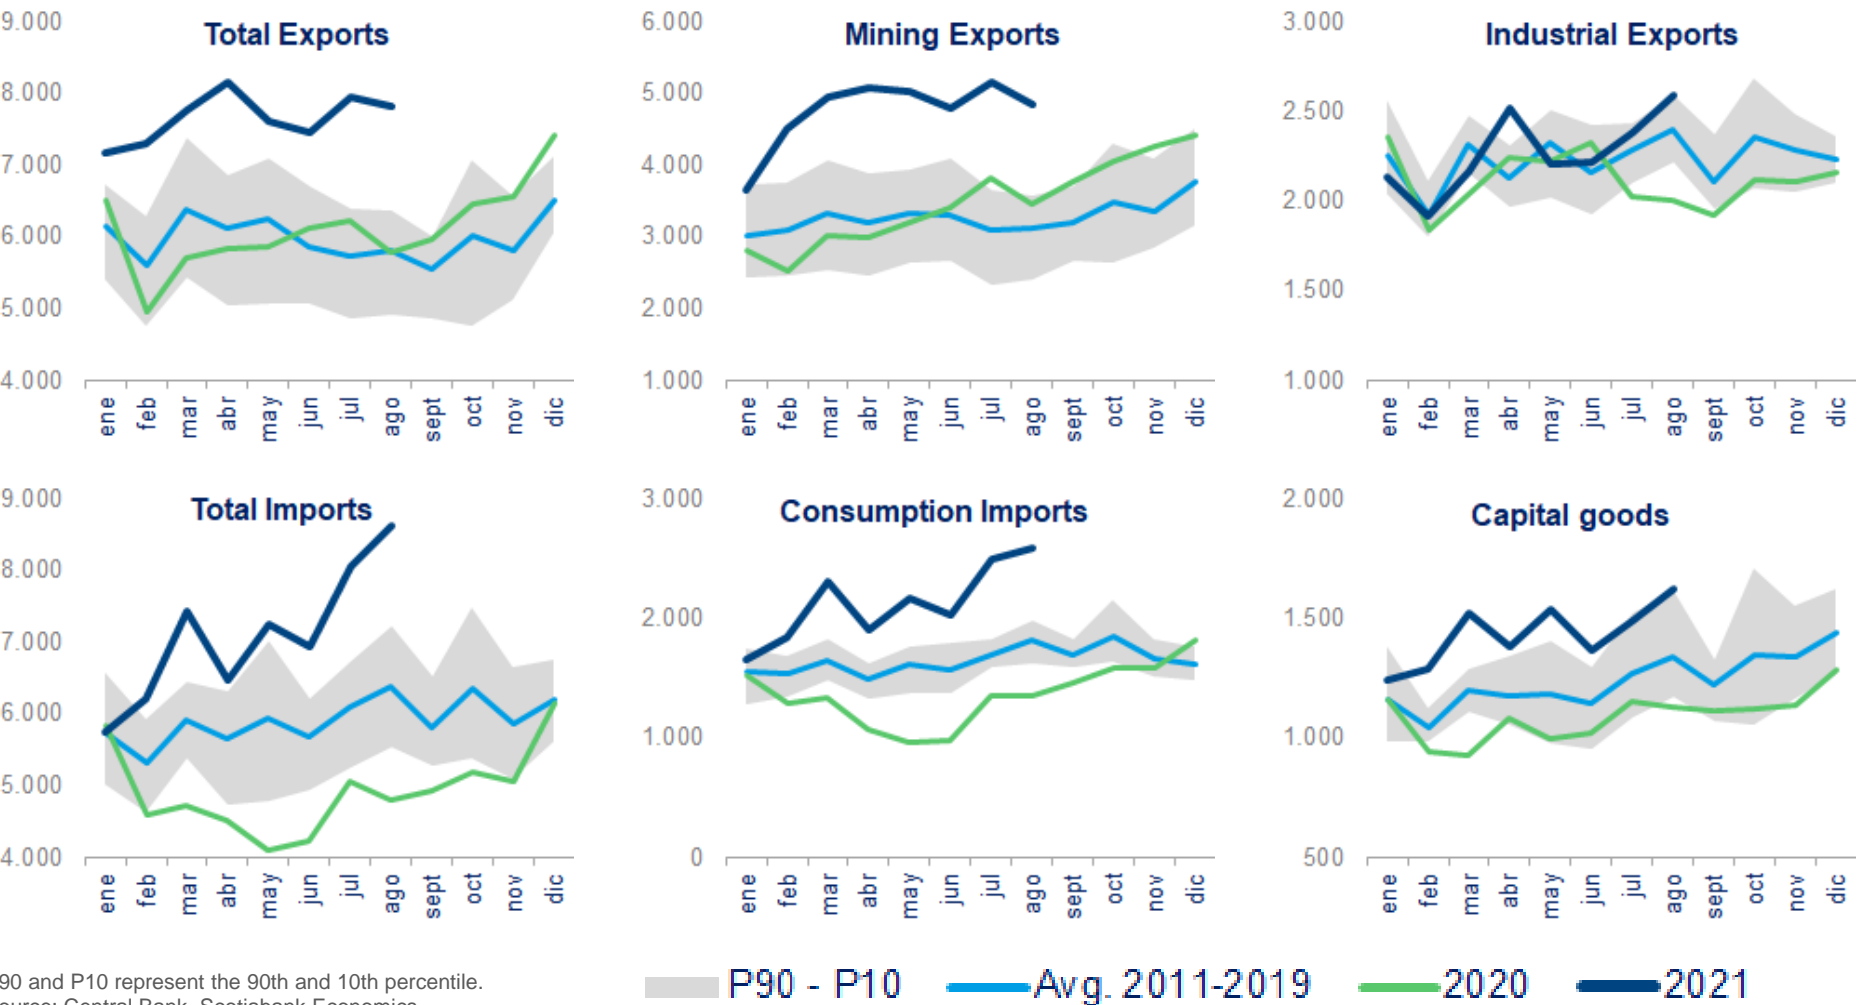 Total Exports
9.000
8.000
7.000
6.000
5.000
4.000
ene feb mar abr may jun jul ago sept oct nov dic
Mining Exports
6.000
5.000
4.000
3.000
2.000
1.000
ene feb mar abr may jun jul ago sept oct nov dic
Industrial Exports
3.000
2.500
2.000
1.500
1.000
ene feb mar abr may jun jul ago sept oct nov dic
Total Imports
9.000
8.000
7.000
6.000
5.000
4.000
ene feb mar abr may jun jul ago sept oct nov dic
Consumption Imports
3.000
2.000
1.000
0
ene feb mar abr may jun jul ago sept oct nov dic
Capital goods
2.000
1.500
1.000
500
ene feb mar abr may jun jul ago sept oct nov dic
90 and P10 represent the 90th and 10th percentile.
Central Bank, Scotiabank Economics
P90 - P10 Avg. 2011-2019 2020 2021